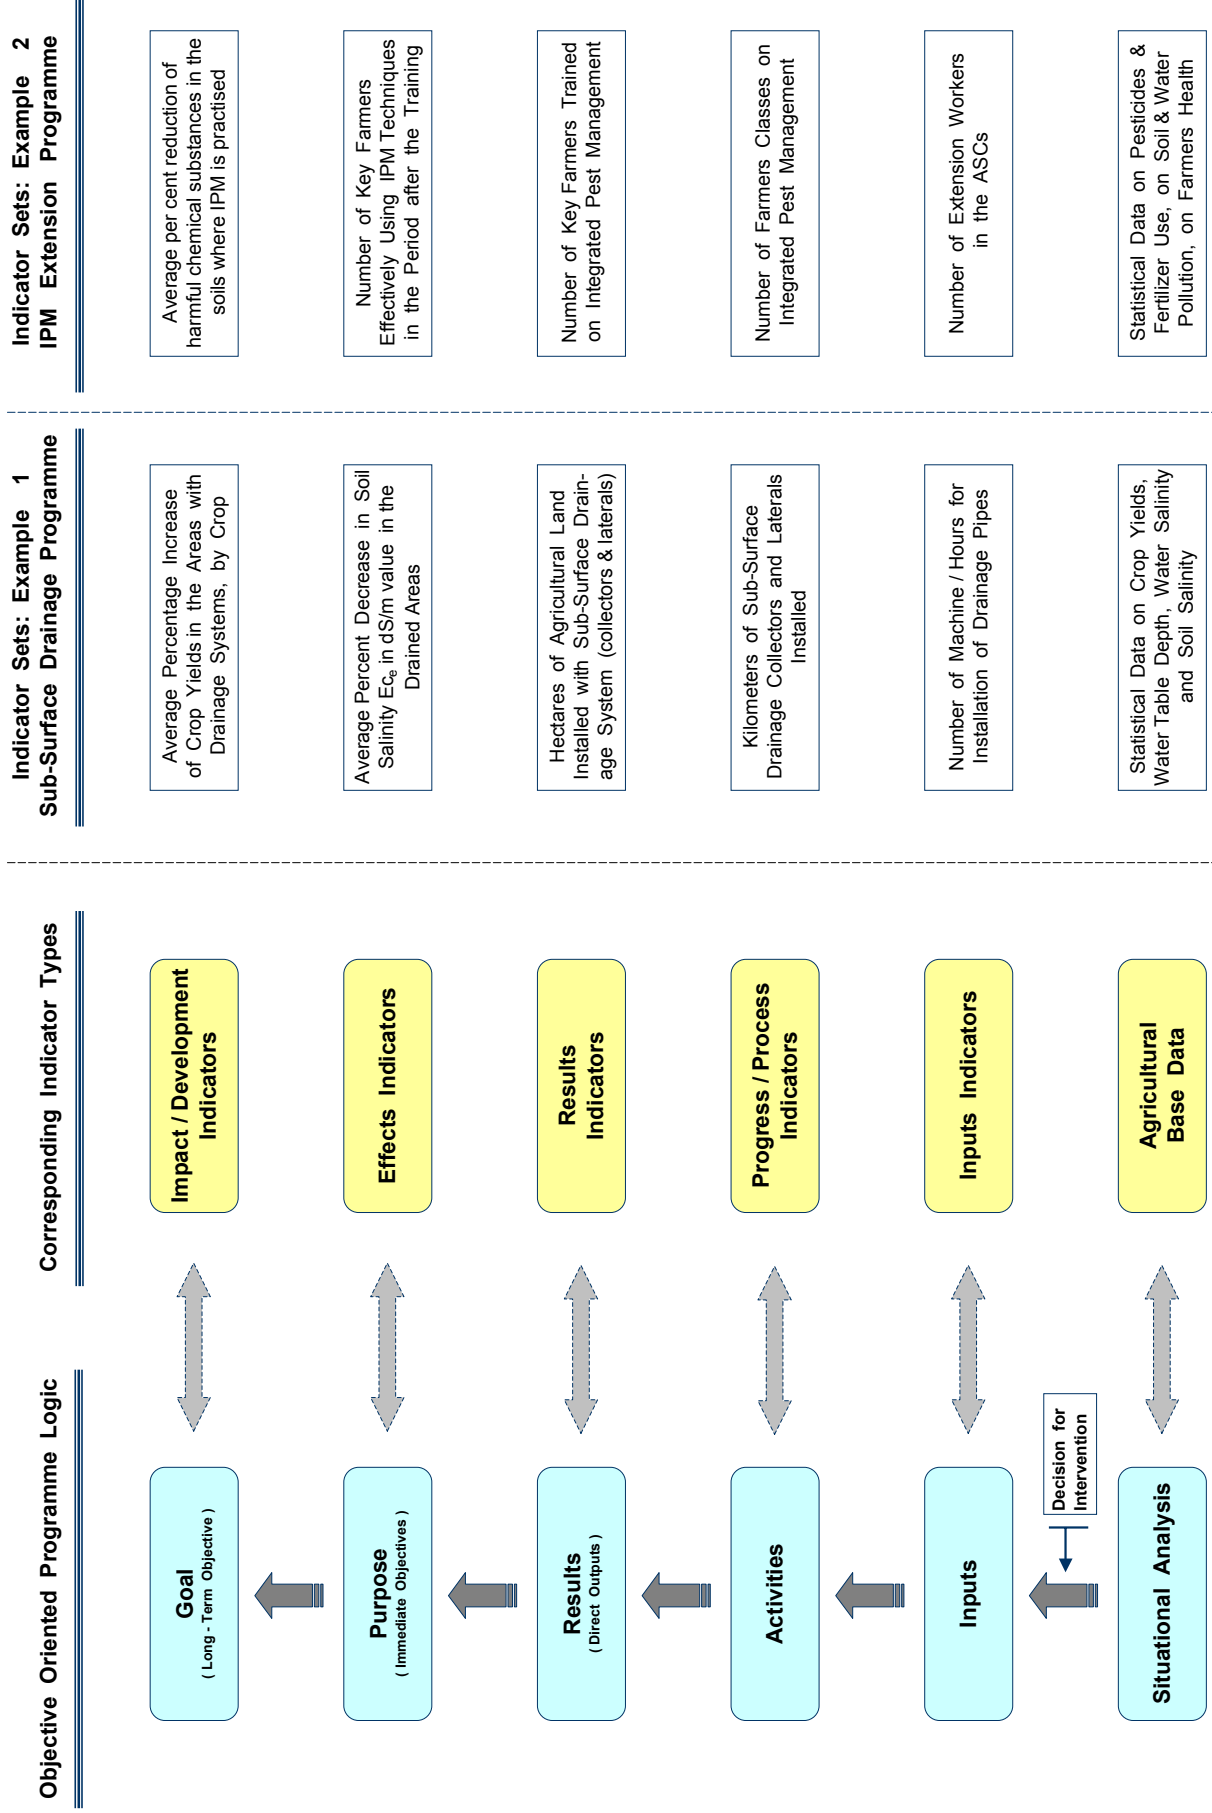 Objective Oriented Programme Logic
Corresponding Indicator Types
Indicator Sets: Example 1
Sub-Surface Drainage Programme
Indicator Sets: Example 2
IPM Extension Programme
Goal
( Long - Term Objective )
Impact / Development
Indicators
Average Percentage Increase
of Crop Yields in the Areas with
Drainage Systems, by Crop
Average per cent reduction of
harmful chemical substances in the
soils where IPM is practised
Purpose
( Immediate Objectives )
Effects Indicators
Average Percent Decrease in Soil
Salinity Ece in dS/m value in the
Drained Areas
Number of Key Farmers
Effectively Using IPM Techniques
in the Period after the Training
Results
( Direct Outputs )
Results
Indicators
Hectares of Agricultural Land
Installed with Sub-Surface Drain-
age System (collectors & laterals)
Number of Key Farmers Trained
on Integrated Pest Management
Activities
Progress / Process
Indicators
Kilometers of Sub-Surface
Drainage Collectors and Laterals
Installed
Number of Farmers Classes on
Integrated Pest Management
Inputs
Inputs Indicators
Number of Machine / Hours for
Installation of Drainage Pipes
Number of Extension Workers
in the ASCs
Decision for
Intervention
Situational Analysis
Agricultural
Base Data
Statistical Data on Crop Yields,
Water Table Depth, Water Salinity
and Soil Salinity
Statistical Data on Pesticides &
Fertilizer Use, on Soil & Water
Pollution, on Farmers Health